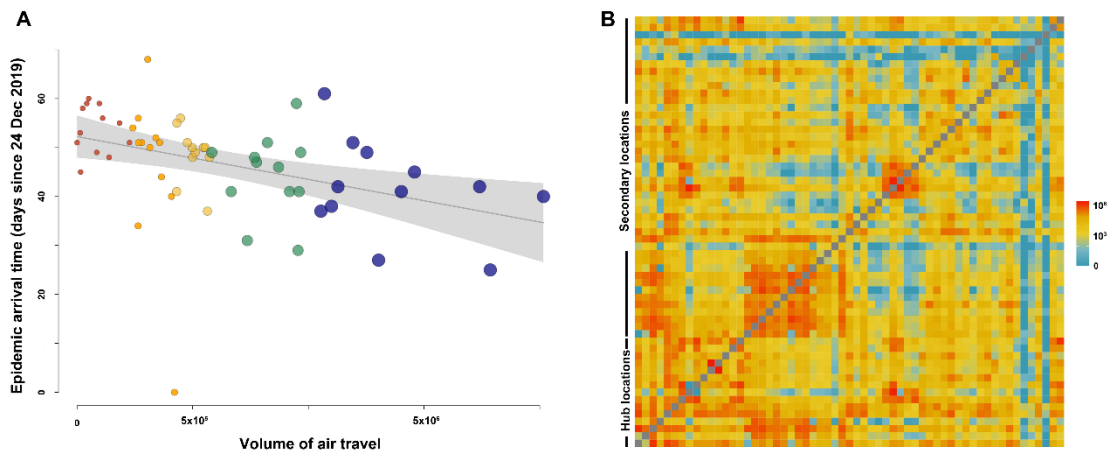 A
Epidemic arrival time (days since 24 Dec 2019)
60
40
20
0
0
5x10⁵
5x10⁵
Volume of air travel
B
Secondary locations
Hub locations
10⁶
10³
0